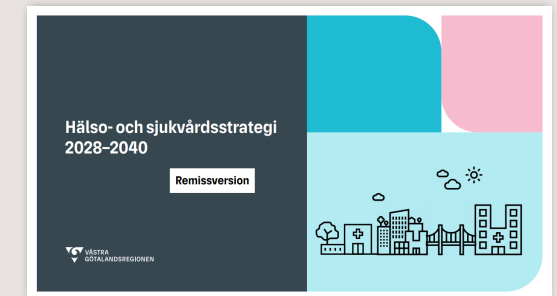 Hälso- och sjukvårdsstrategi
2028–2040
Remissversion
VÄSTRA
GÖTALANDSREGIONEN